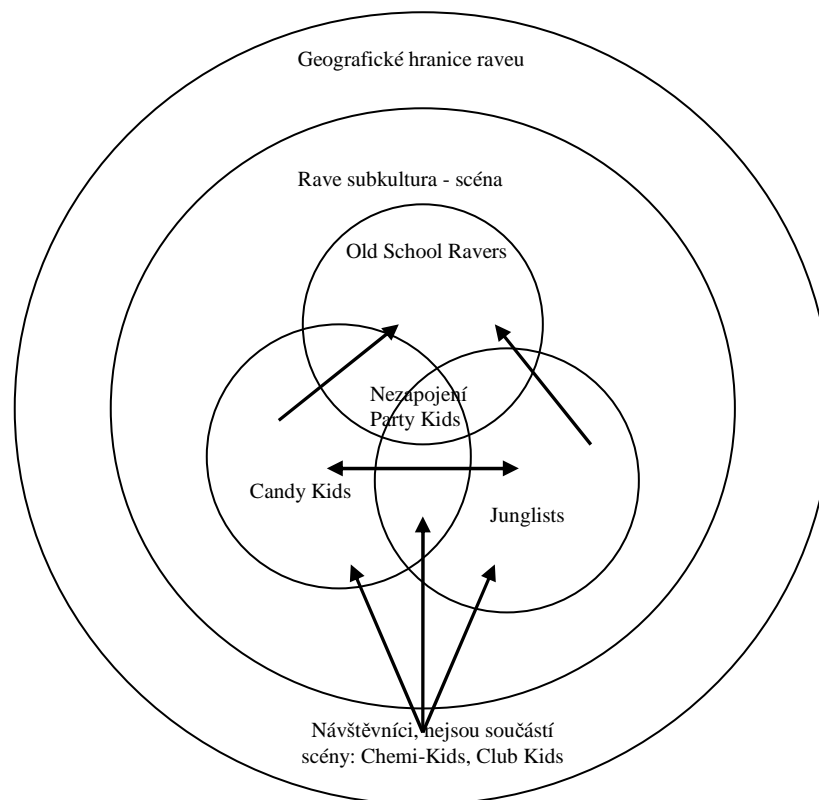 Geografické hranice raveu
Rave subkultura - scéna
Old School Ravers
Nezapojení
Party Kids
Candy Kids
Junglists
Návštěvníci, nejsou součástí
scény: Chemi-Kids, Club Kids